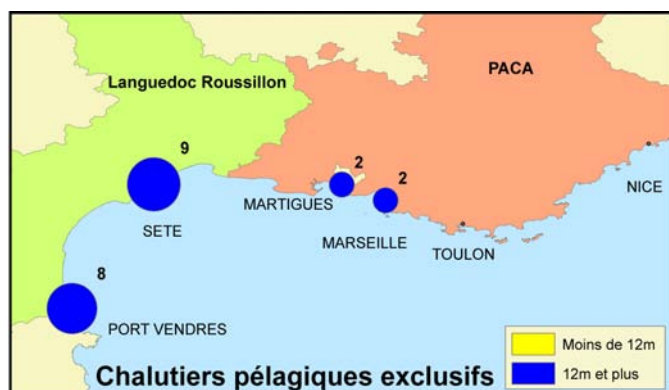 PACA
Languedoc Roussillon
9
2
2
NICE
MARTIGUES
SETE
MARSEILLE
TOULON
8
PORT VENDRES
Moins de 12m
12m et plus
Chalutiers pélagiques exclusifs